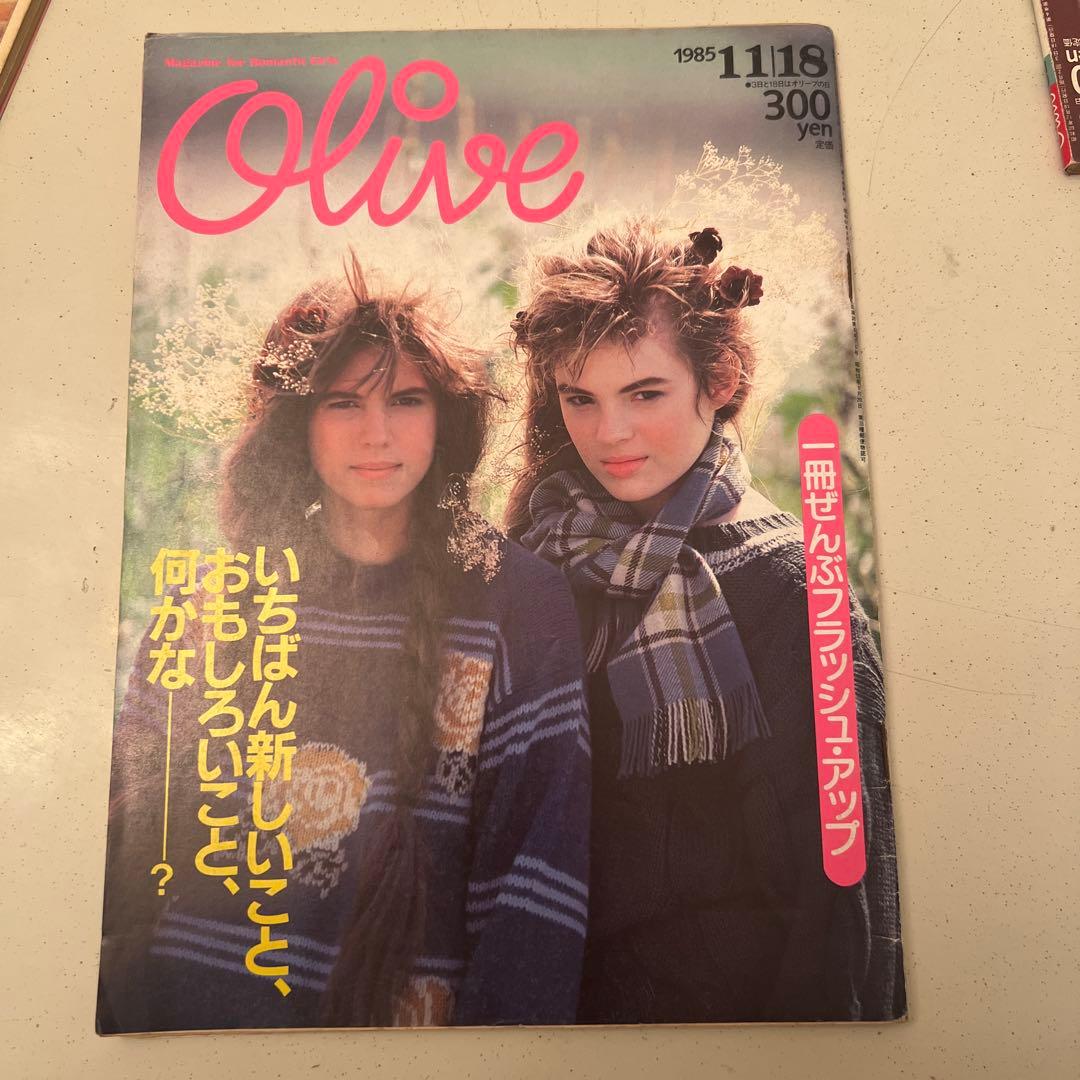 Magazine for Romantic Girls
Olive
1985 11|18
●3日と18日はオリーブの日
300
yen
定価
一冊ぜんぶフラッシュ・アップ
いちばん新しいこと、
おもしろいこと、
何かな——?